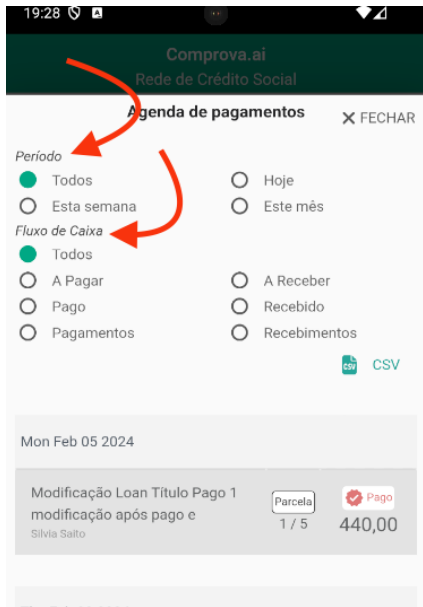 19:28
Comprova.ai
Rede de Crédito Social
Agenda de pagamentos
FECHAR
Período
Todos
Hoje
Esta semana
Este mês
Fluxo de Caixa
Todos
A Pagar
A Receber
Pago
Recebido
Pagamentos
Recebimentos
CSV CSV
Mon Feb 05 2024
Modificação Loan Título Pago 1
modificação após pago e
Silvia Saito
Parcela
1 / 5
Pago
440,00